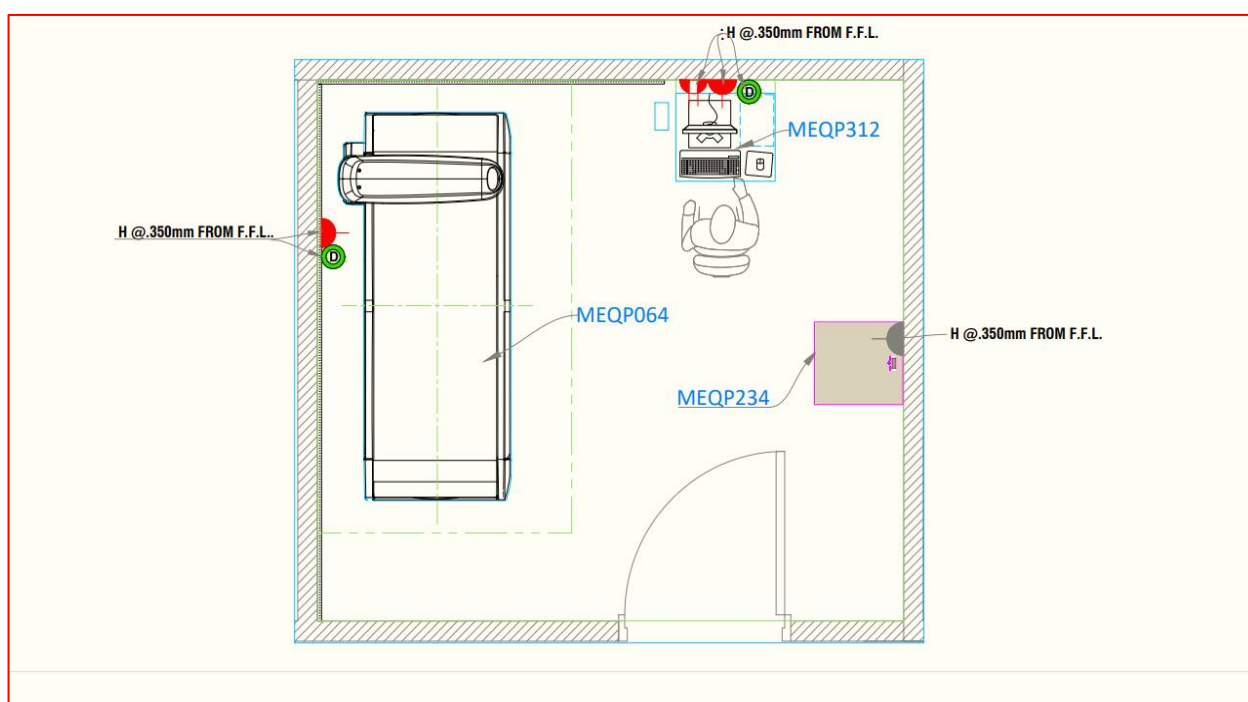 : H @.350mm FROM F.F.L.
D
MEQP312
H @.350mm FROM F.F.L..
D
MEQP064
H @.350mm FROM F.F.L.
MEQP234